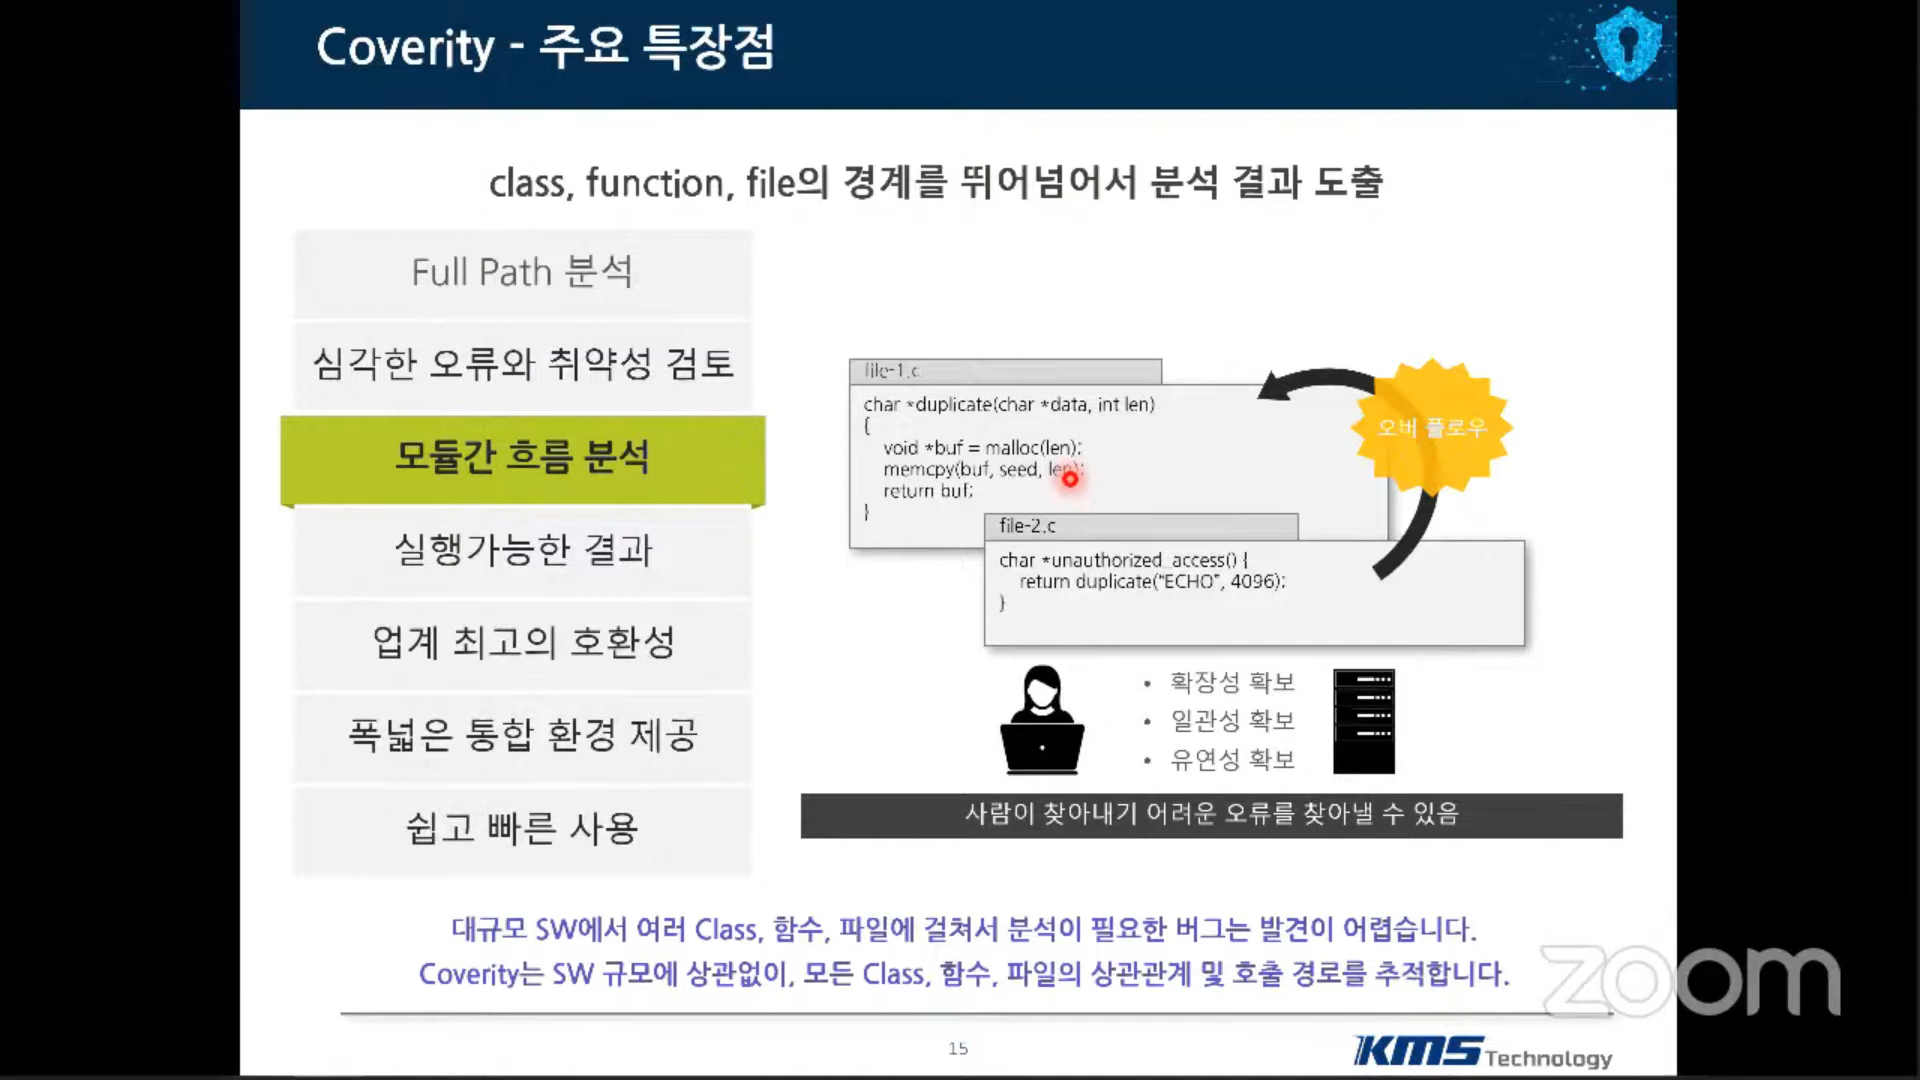 Coverity - 주요 특장점
class, function, file의 경계를 뛰어넘어서 분석 결과 도출
Full Path 분석
심각한 오류와 취약성 검토
모듈간 흐름 분석
실행가능한 결과
업계 최고의 호환성
폭넓은 통합 환경 제공
쉽고 빠른 사용
file-1.c
char *duplicate(char *data, int len)
{
void *buf = malloc(len);
memcpy(buf, seed, len);
return buf;
}
오버 플로우
file-2.c
char *unauthorized_access() {
return duplicate("ECHO", 4096);
}
• 확장성 확보
• 일관성 확보
• 유연성 확보
사람이 찾아내기 어려운 오류를 찾아낼 수 있음
대규모 SW에서 여러 Class, 함수, 파일에 걸쳐서 분석이 필요한 버그는 발견이 어렵습니다.
Coverity는 SW 규모에 상관없이, 모든 Class, 함수, 파일의 상관관계 및 호출 경로를 추적합니다.
zoom
15
KMS Technology